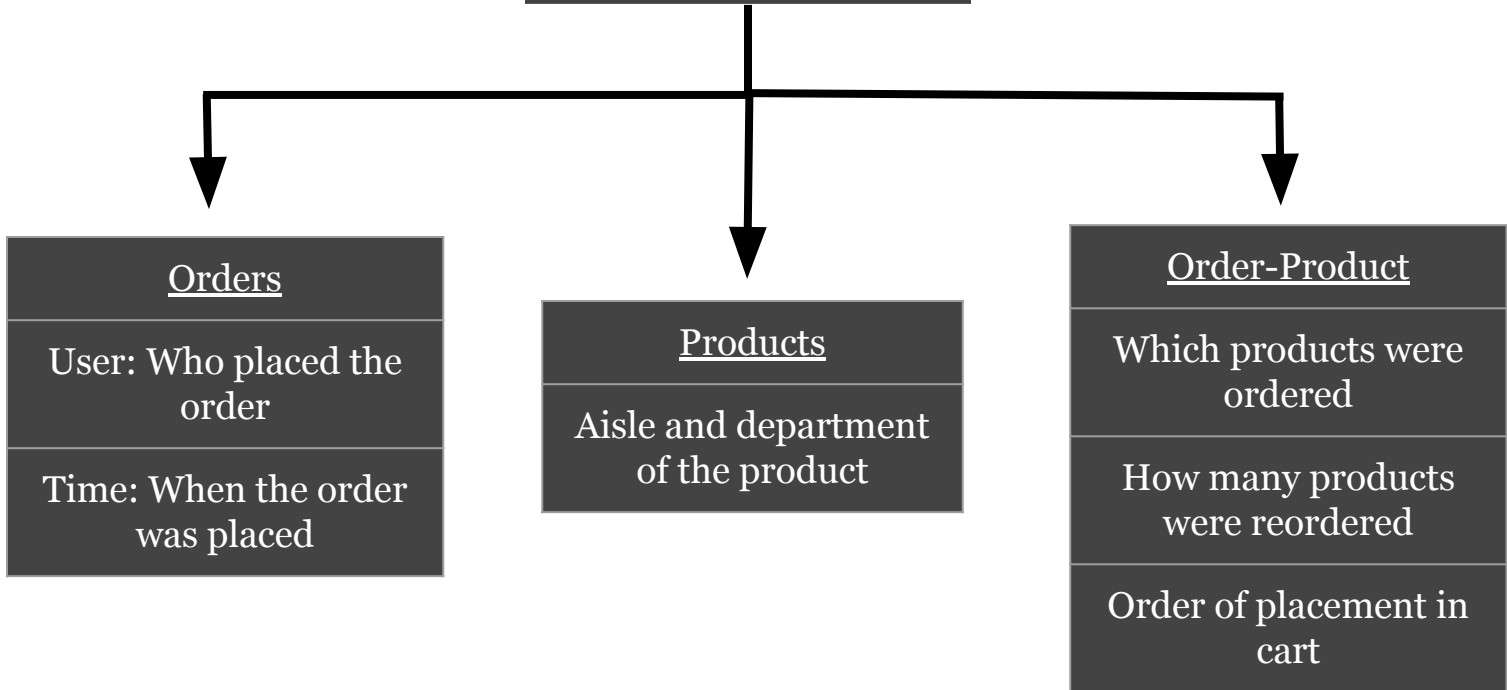 Orders
User: Who placed the
order
Time: When the order
was placed
Products
Aisle and department
of the product
Order-Product
Which products were
ordered
How many products
were reordered
Order of placement in
cart